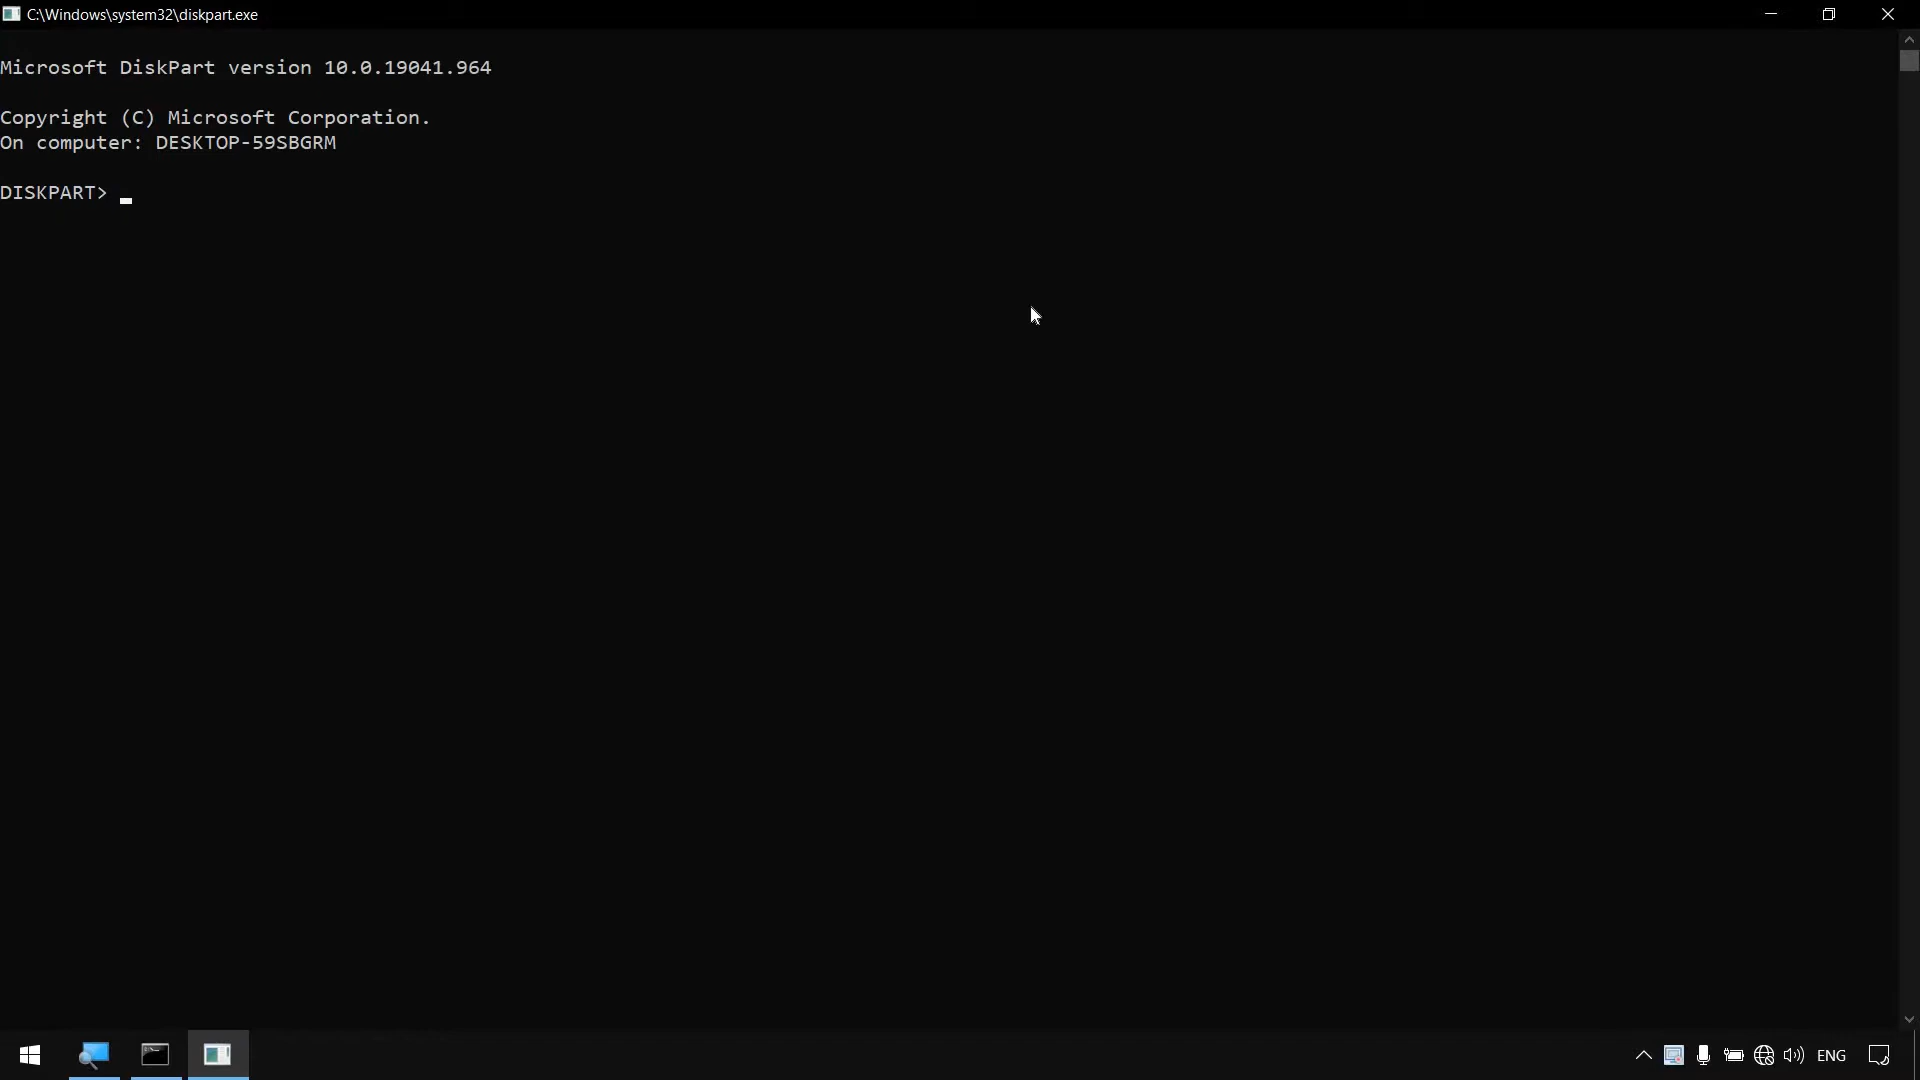 C:\Windows\system32\diskpart.exe
Microsoft DiskPart version 10.0.19041.964
Copyright (C) Microsoft Corporation.
On computer: DESKTOP-59SBGRM
DISKPART>
ENG